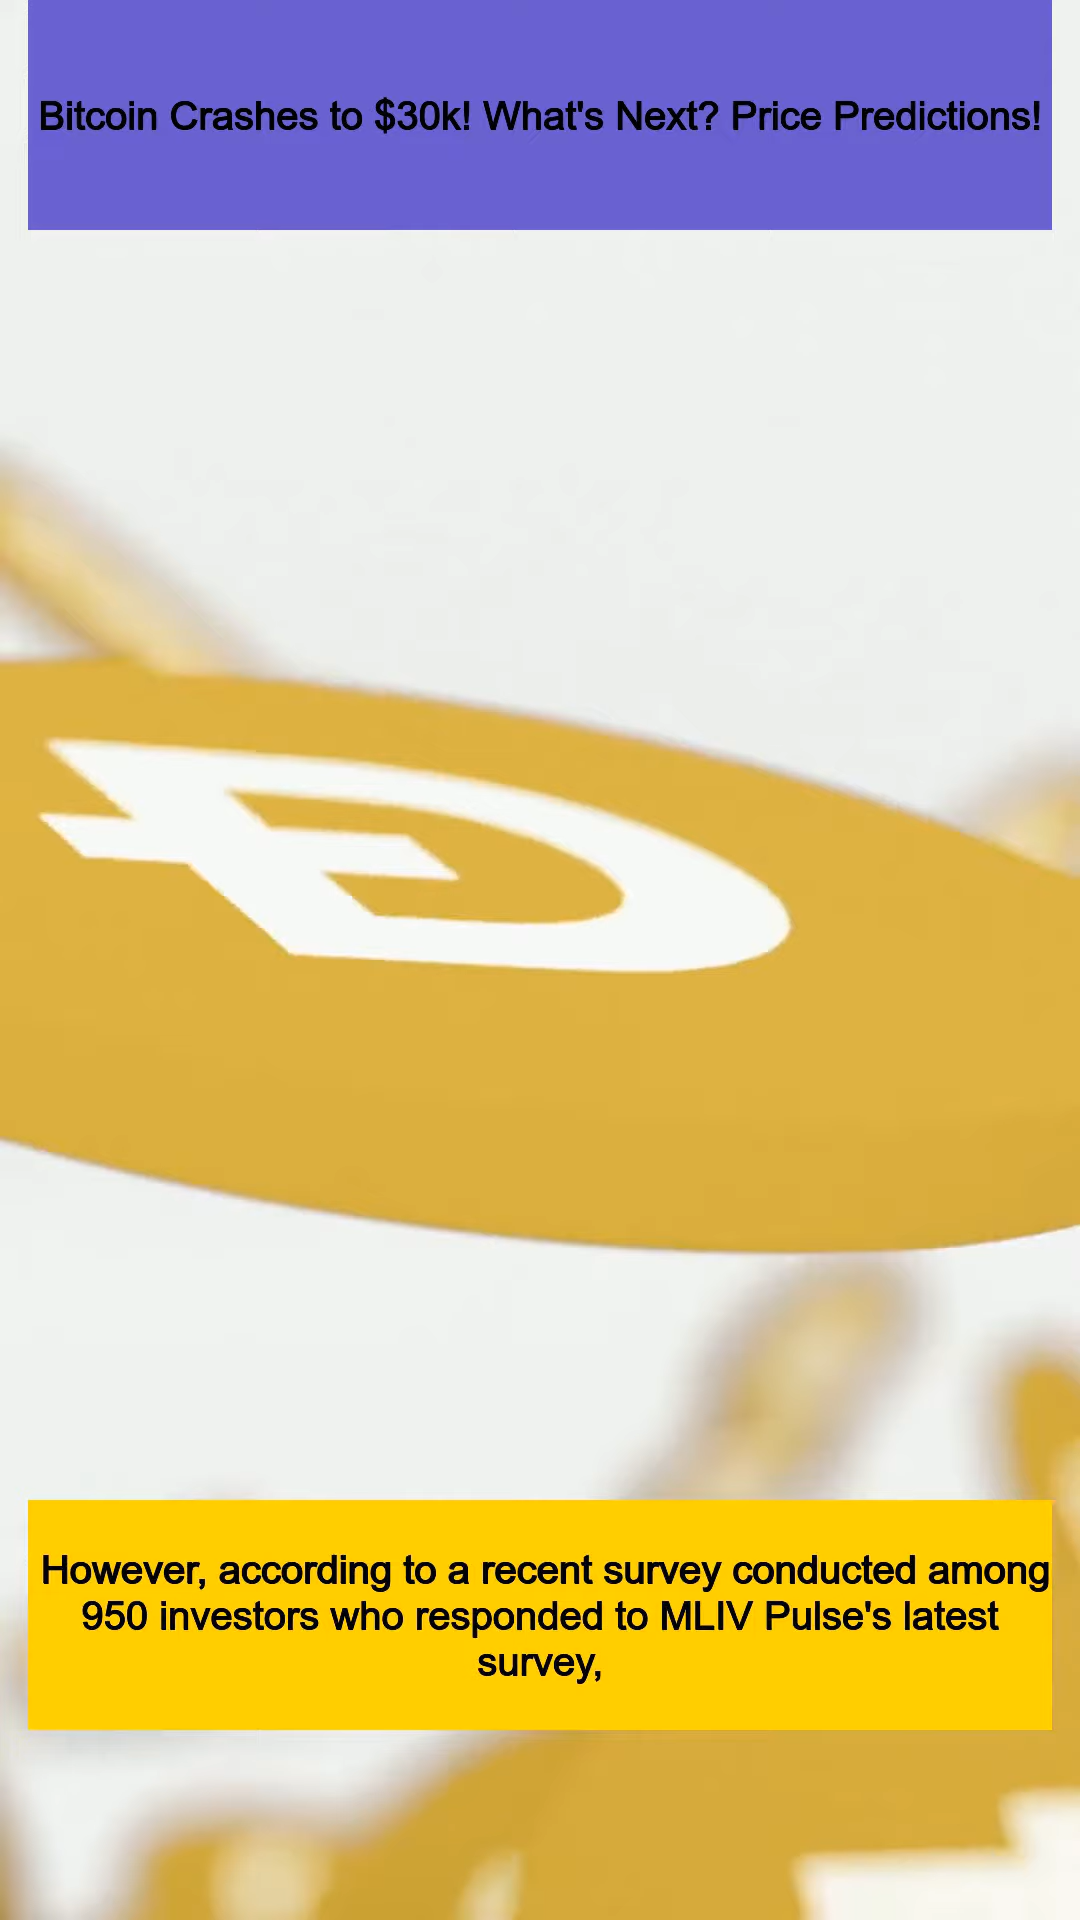 Bitcoin Crashes to $30k! What's Next? Price Predictions!
Ð
However, according to a recent survey conducted among
950 investors who responded to MLIV Pulse's latest
survey,